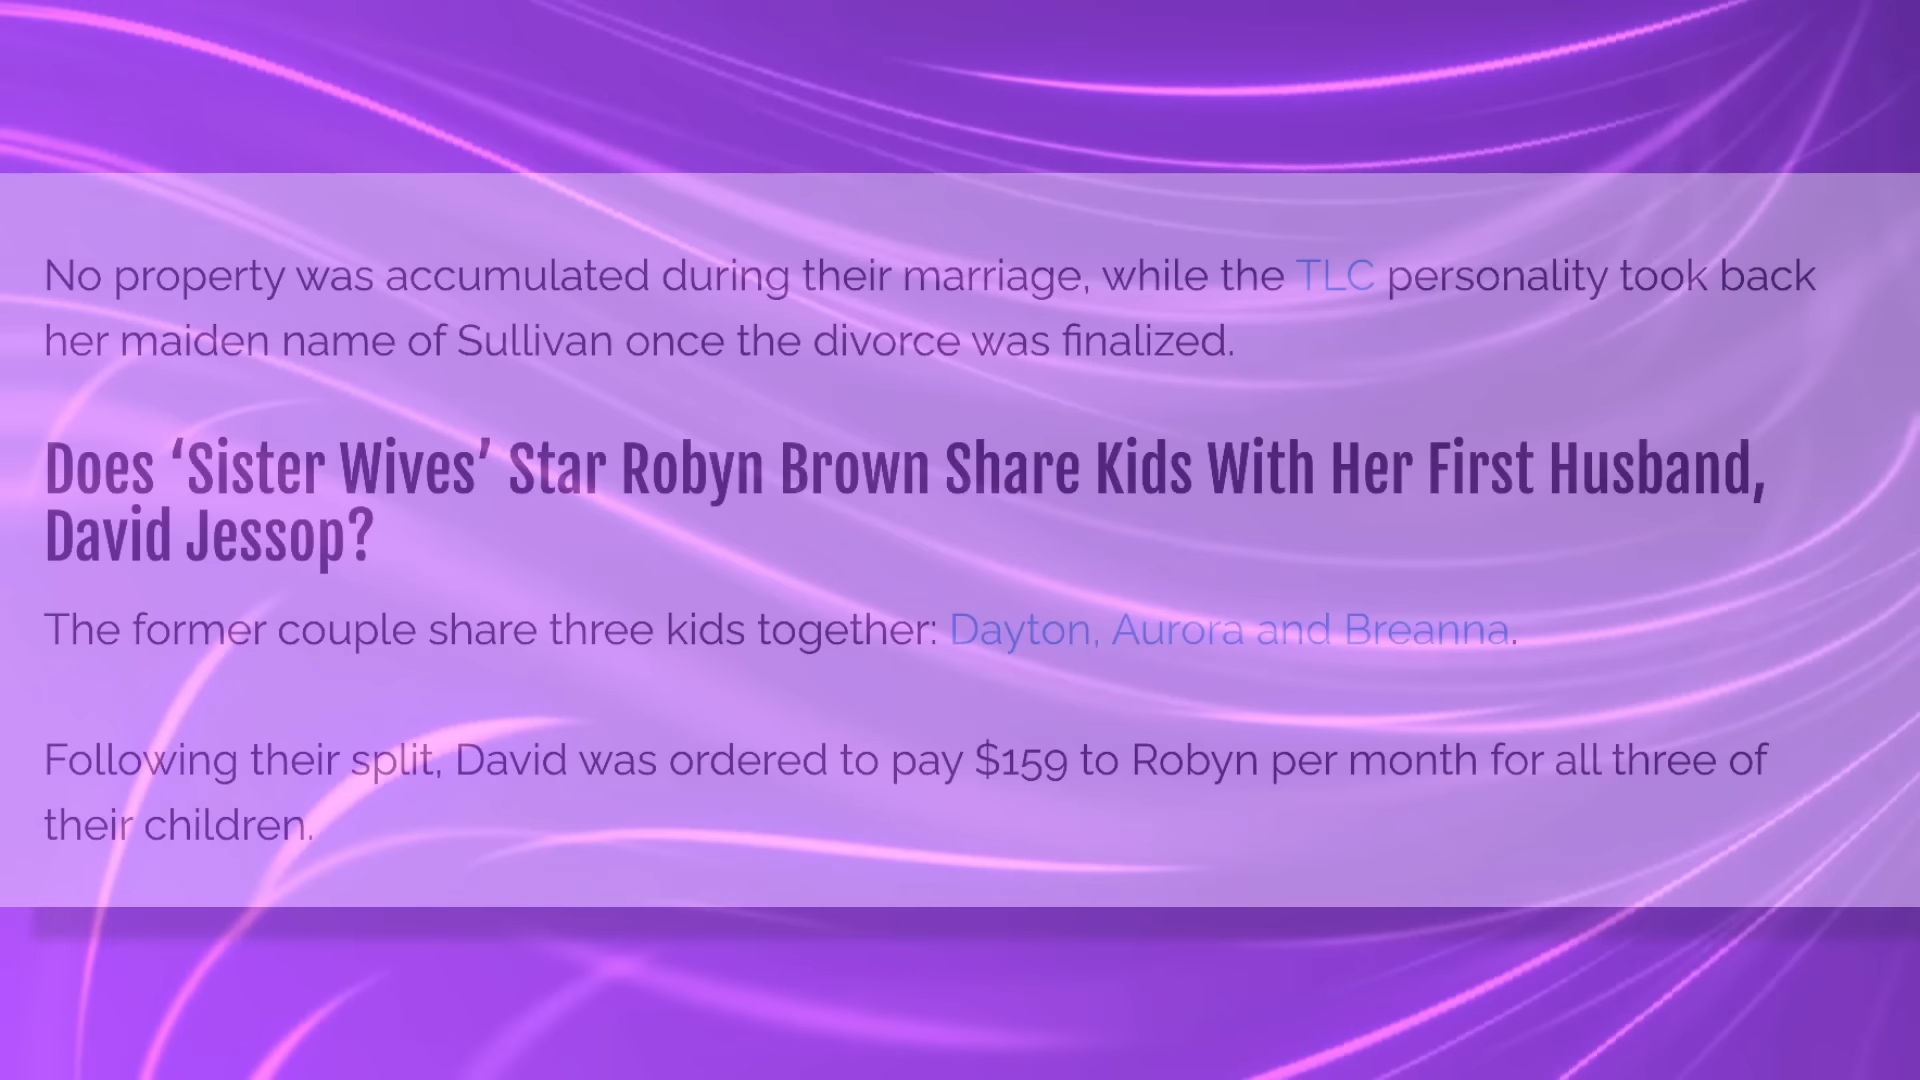 No property was accumulated during their marriage, while the TLC personality took back
her maiden name of Sullivan once the divorce was finalized.
Does ‘Sister Wives’ Star Robyn Brown Share Kids With Her First Husband,
David Jessop?
The former couple share three kids together: Dayton, Aurora and Breanna.
Following their split, David was ordered to pay $159 to Robyn per month for all three of
their children.